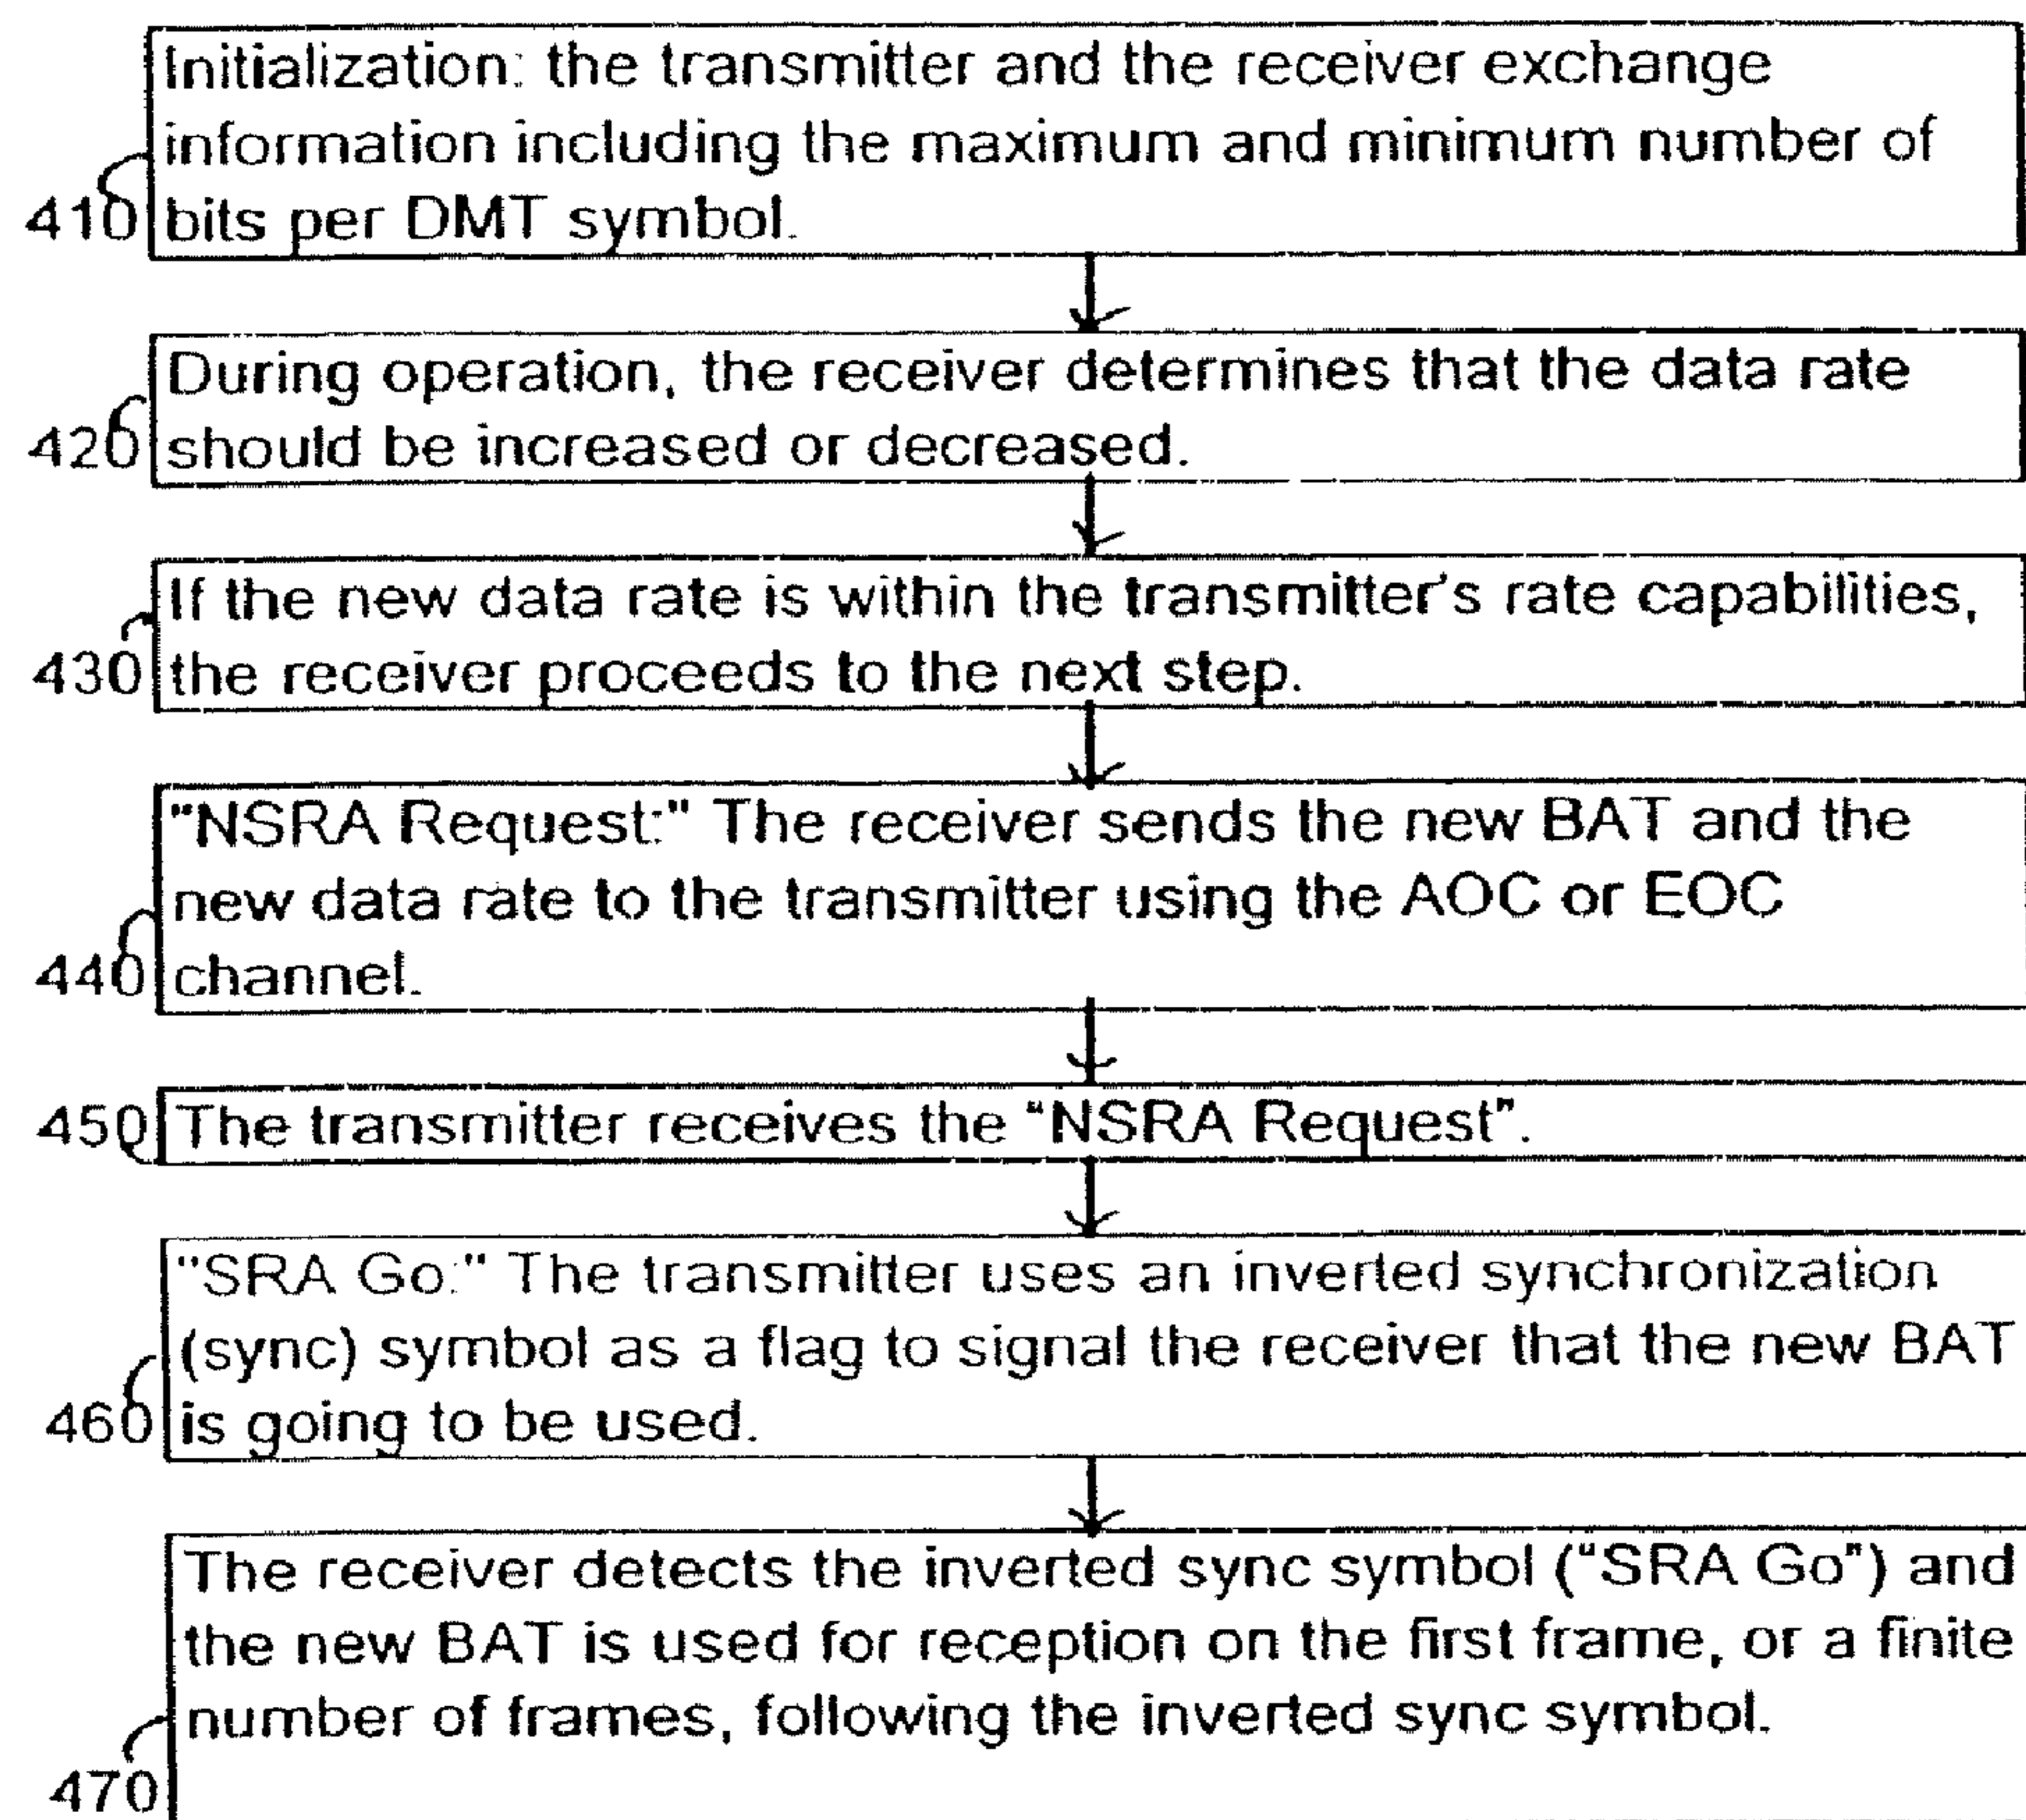 Initialization: the transmitter and the receiver exchange
information including the maximum and minimum number of
410 bits per DMT symbol.
During operation, the receiver determines that the data rate
420 should be increased or decreased.
If the new data rate is within the transmitter's rate capabilities,
430 the receiver proceeds to the next step.
"NSRA Request:" The receiver sends the new BAT and the
new data rate to the transmitter using the AOC or EOC
440 channel.
450 The transmitter receives the "NSRA Request".
"SRA Go:" The transmitter uses an inverted synchronization
(sync) symbol as a flag to signal the receiver that the new BAT
460 is going to be used.
The receiver detects the inverted sync symbol ("SRA Go") and
the new BAT is used for reception on the first frame, or a finite
number of frames, following the inverted sync symbol.
470